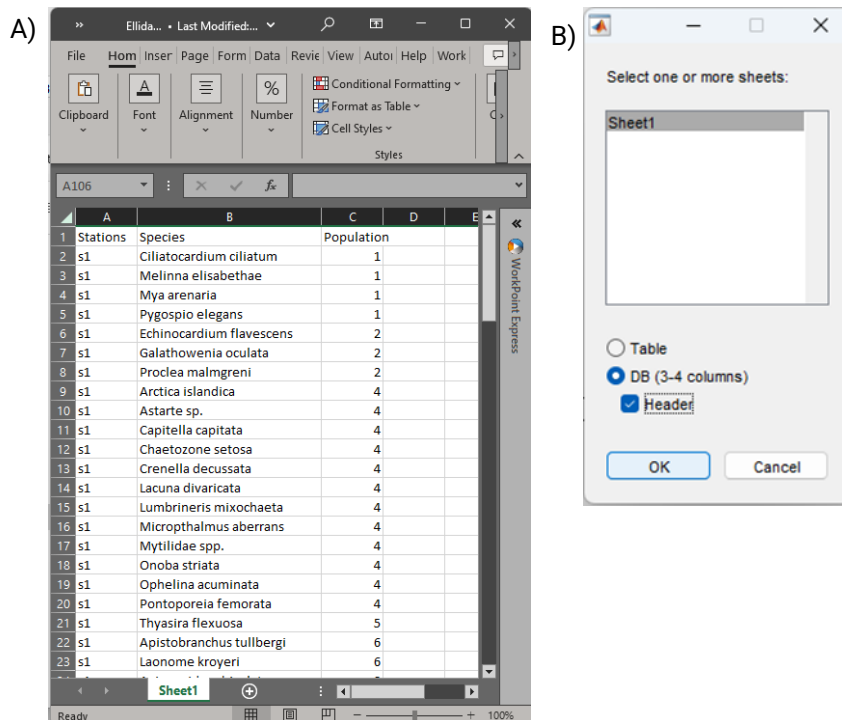 A)
Ellida... • Last Modified:...
File Hom Inser Page Form Data Revie View Autoi Help Work
Clipboard Font Alignment Number
Conditional Formatting
Format as Table
Cell Styles
Styles
A106 fx
A B C D E
1 Stations Species Population
2 s1 Ciliatocardium ciliatum 1
3 s1 Melinna elisabethae 1
4 s1 Mya arenaria 1
5 s1 Pygospio elegans 1
6 s1 Echinocardium flavescens 2
7 s1 Galathowenia oculata 2
8 s1 Proclea malmgreni 2
9 s1 Arctica islandica 4
10 s1 Astarte sp. 4
11 s1 Capitella capitata 4
12 s1 Chaetozone setosa 4
13 s1 Crenella decussata 4
14 s1 Lacuna divaricata 4
15 s1 Lumbrineris mixochaeta 4
16 s1 Micropthalmus aberrans 4
17 s1 Mytilidae spp. 4
18 s1 Onoba striata 4
19 s1 Ophelina acuminata 4
20 s1 Pontoporeia femorata 4
21 s1 Thyasira flexuosa 5
22 s1 Apistobranchus tullbergi 6
23 s1 Laonome kroyeri 6
WorkPoint Express
Sheet1
Ready 100%
B)
Select one or more sheets:
Sheet1
Table
DB (3-4 columns)
Header
OK Cancel